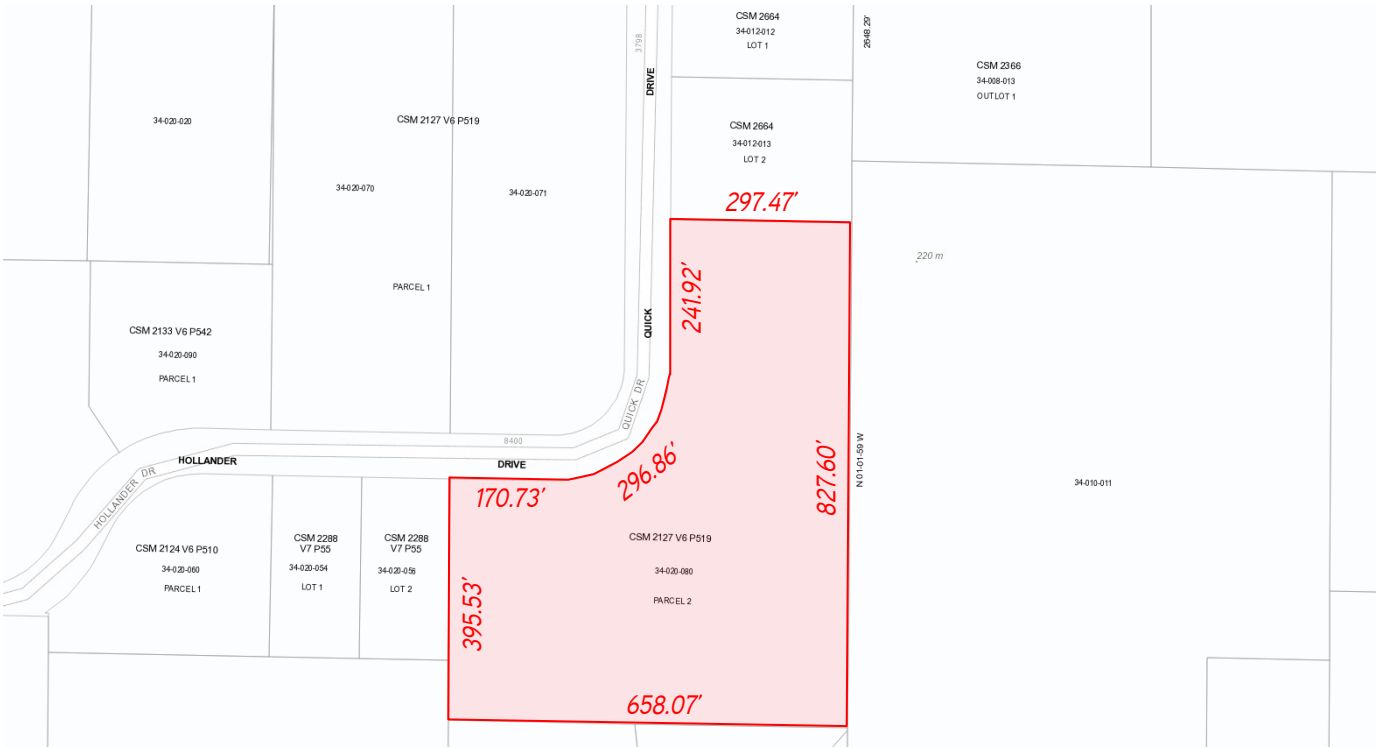 CSM 2664
34-012-012
LOT 1
2648.29'
3798
DRIVE
CSM 2366
34-008-013
OUTLOT 1
34-020-020
CSM 2127 V6 P519
CSM 2664
34-012-013
LOT 2
34-020-070
34-020-071
297.47'
220 m
PARCEL 1
241.92'
QUICK
CSM 2133 V6 P542
34-020-090
PARCEL 1
QUICK DR
8400
HOLLANDER
DRIVE
HOLLANDER DR
296.86'
170.73'
827.60'
N 01-01-59 W
34-010-011
CSM 2124 V6 P510
34-020-060
PARCEL 1
CSM 2288
V7 P55
34-020-054
LOT 1
CSM 2288
V7 P55
34-020-056
LOT 2
CSM 2127 V6 P519
34-020-080
PARCEL 2
395.53'
658.07'